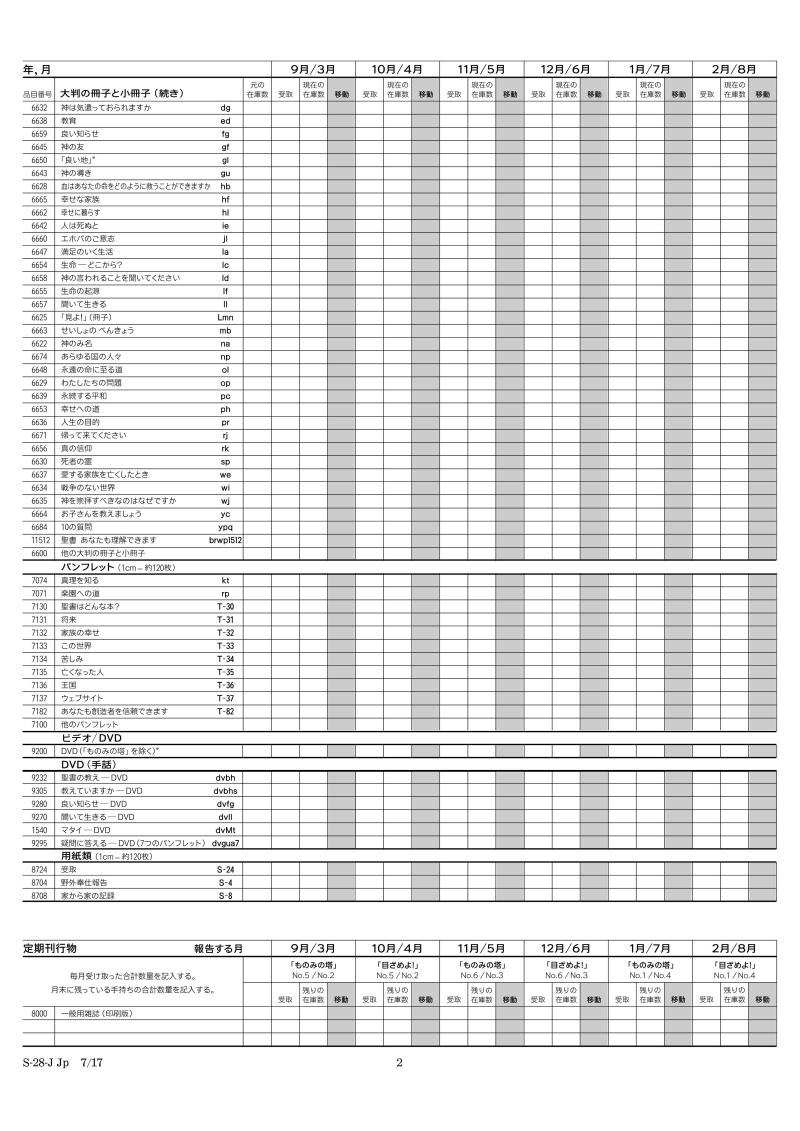 年, 月 9月/3月 10月/4月 11月/5月 12月/6月 1月/7月 2月/8月
品目番号 大判の冊子と小冊子（続き） 元の在庫数 受取 現在の在庫数 移動 受取 現在の在庫数 移動 受取 現在の在庫数 移動 受取 現在の在庫数 移動 受取 現在の在庫数 移動 受取 現在の在庫数 移動
6632 神は気遣っておられますか dg
6638 教育 ed
6659 良い知らせ fg
6645 神の友 gf
6650 「良い地」* gl
6643 神の導き gu
6628 血はあなたの命をどのように救うことができますか hb
6665 幸せな家族 hf
6662 幸せに暮らす hl
6642 人は死ぬと ie
6660 エホバのご意志 jl
6647 満足のいく生活 la
6654 生命 ― どこから？ lc
6658 神の言われることを聞いてください ld
6655 生命の起源 lf
6657 聞いて生きる ll
6625 「見よ！」（冊子） Lmn
6663 せいしょの べんきょう mb
6622 神のみ名 na
6674 あらゆる国の人々 np
6648 永遠の命に至る道 ol
6629 わたしたちの問題 op
6639 永続する平和 pc
6653 幸せへの道 ph
6636 人生の目的 pr
6671 帰って来てください rj
6656 真の信仰 rk
6630 死者の霊 sp
6637 愛する家族を亡くしたとき we
6634 戦争のない世界 wi
6635 神を崇拝すべきなのはなぜですか wj
6664 お子さんを教えましょう yc
6684 10の質問 ypq
11512 聖書 あなたも理解できます brwp1512
6600 他の大判の冊子と小冊子
パンフレット （1cm ― 約120枚）
7074 真理を知る kt
7071 楽園への道 rp
7130 聖書はどんな本？ T-30
7131 将来 T-31
7132 家族の幸せ T-32
7133 この世界 T-33
7134 苦しみ T-34
7135 亡くなった人 T-35
7136 王国 T-36
7137 ウェブサイト T-37
7182 あなたも創造者を信頼できます T-82
7100 他のパンフレット
ビデオ/DVD
9200 DVD（「ものみの塔」を除く）*
DVD（手話）
9232 聖書の教え ― DVD dvbh
9305 教えていますか ― DVD dvbhs
9280 良い知らせ ― DVD dvfg
9270 聞いて生きる ― DVD dvll
1540 マタイ ― DVD dvMt
9295 疑問に答える ― DVD（7つのパンフレット） dvgua7
用紙類 （1cm ― 約120枚）
8724 受取 S-24
8704 野外奉仕報告 S-4
8708 家から家の記録 S-8
定期刊行物 報告する月 9月/3月 10月/4月 11月/5月 12月/6月 1月/7月 2月/8月
「ものみの塔」 「目ざめよ！」 「ものみの塔」 「目ざめよ！」 「ものみの塔」 「目ざめよ！」
毎月受け取った合計数量を記入する。 No.5 / No.2 No.5 / No.2 No.6 / No.3 No.6 / No.3 No.1 / No.4 No.1 / No.4
月末に残っている手持ちの合計数量を記入する。 受取 残りの在庫数 移動 受取 残りの在庫数 移動 受取 残りの在庫数 移動 受取 残りの在庫数 移動 受取 残りの在庫数 移動 受取 残りの在庫数 移動
8000 一般用雑誌（印刷版）
S-28-J Jp 7/17 2